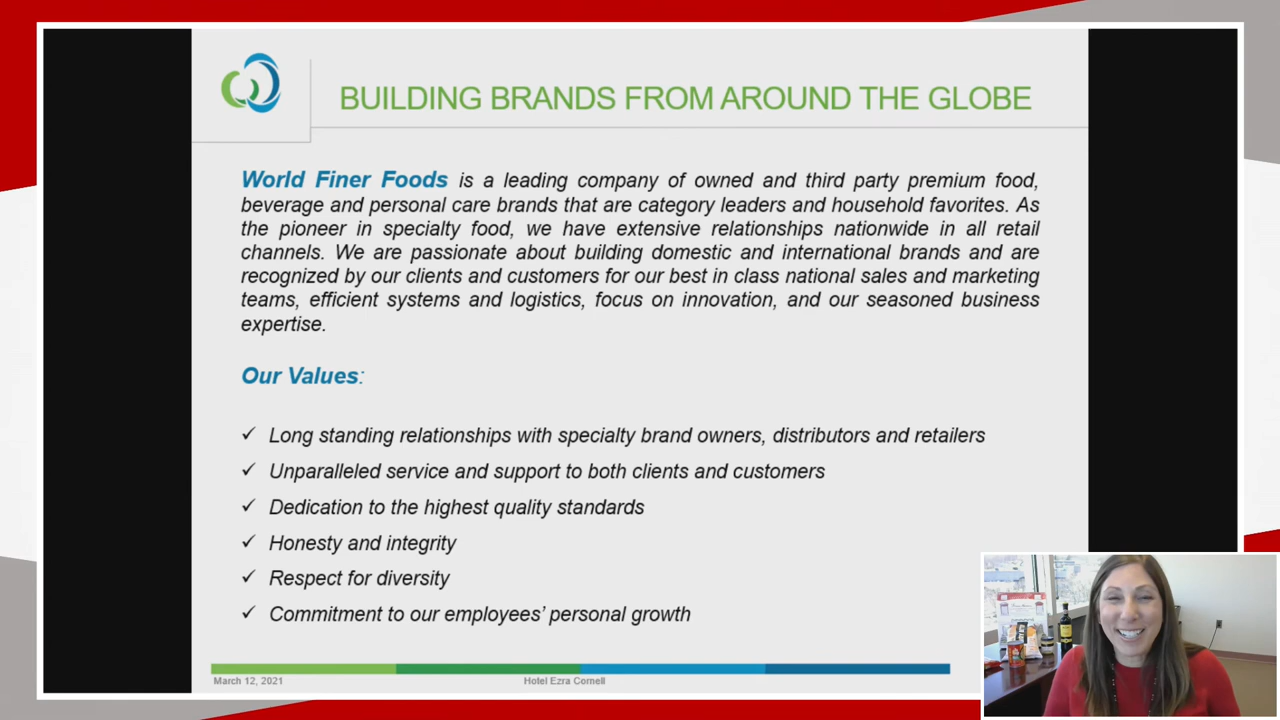 BUILDING BRANDS FROM AROUND THE GLOBE
World Finer Foods is a leading company of owned and third party premium food,
beverage and personal care brands that are category leaders and household favorites. As
the pioneer in specialty food, we have extensive relationships nationwide in all retail
channels. We are passionate about building domestic and international brands and are
recognized by our clients and customers for our best in class national sales and marketing
teams, efficient systems and logistics, focus on innovation, and our seasoned business
expertise.
Our Values:
✓ Long standing relationships with specialty brand owners, distributors and retailers
✓ Unparalleled service and support to both clients and customers
✓ Dedication to the highest quality standards
✓ Honesty and integrity
✓ Respect for diversity
✓ Commitment to our employees’ personal growth
March 12, 2021
Hotel Ezra Cornell